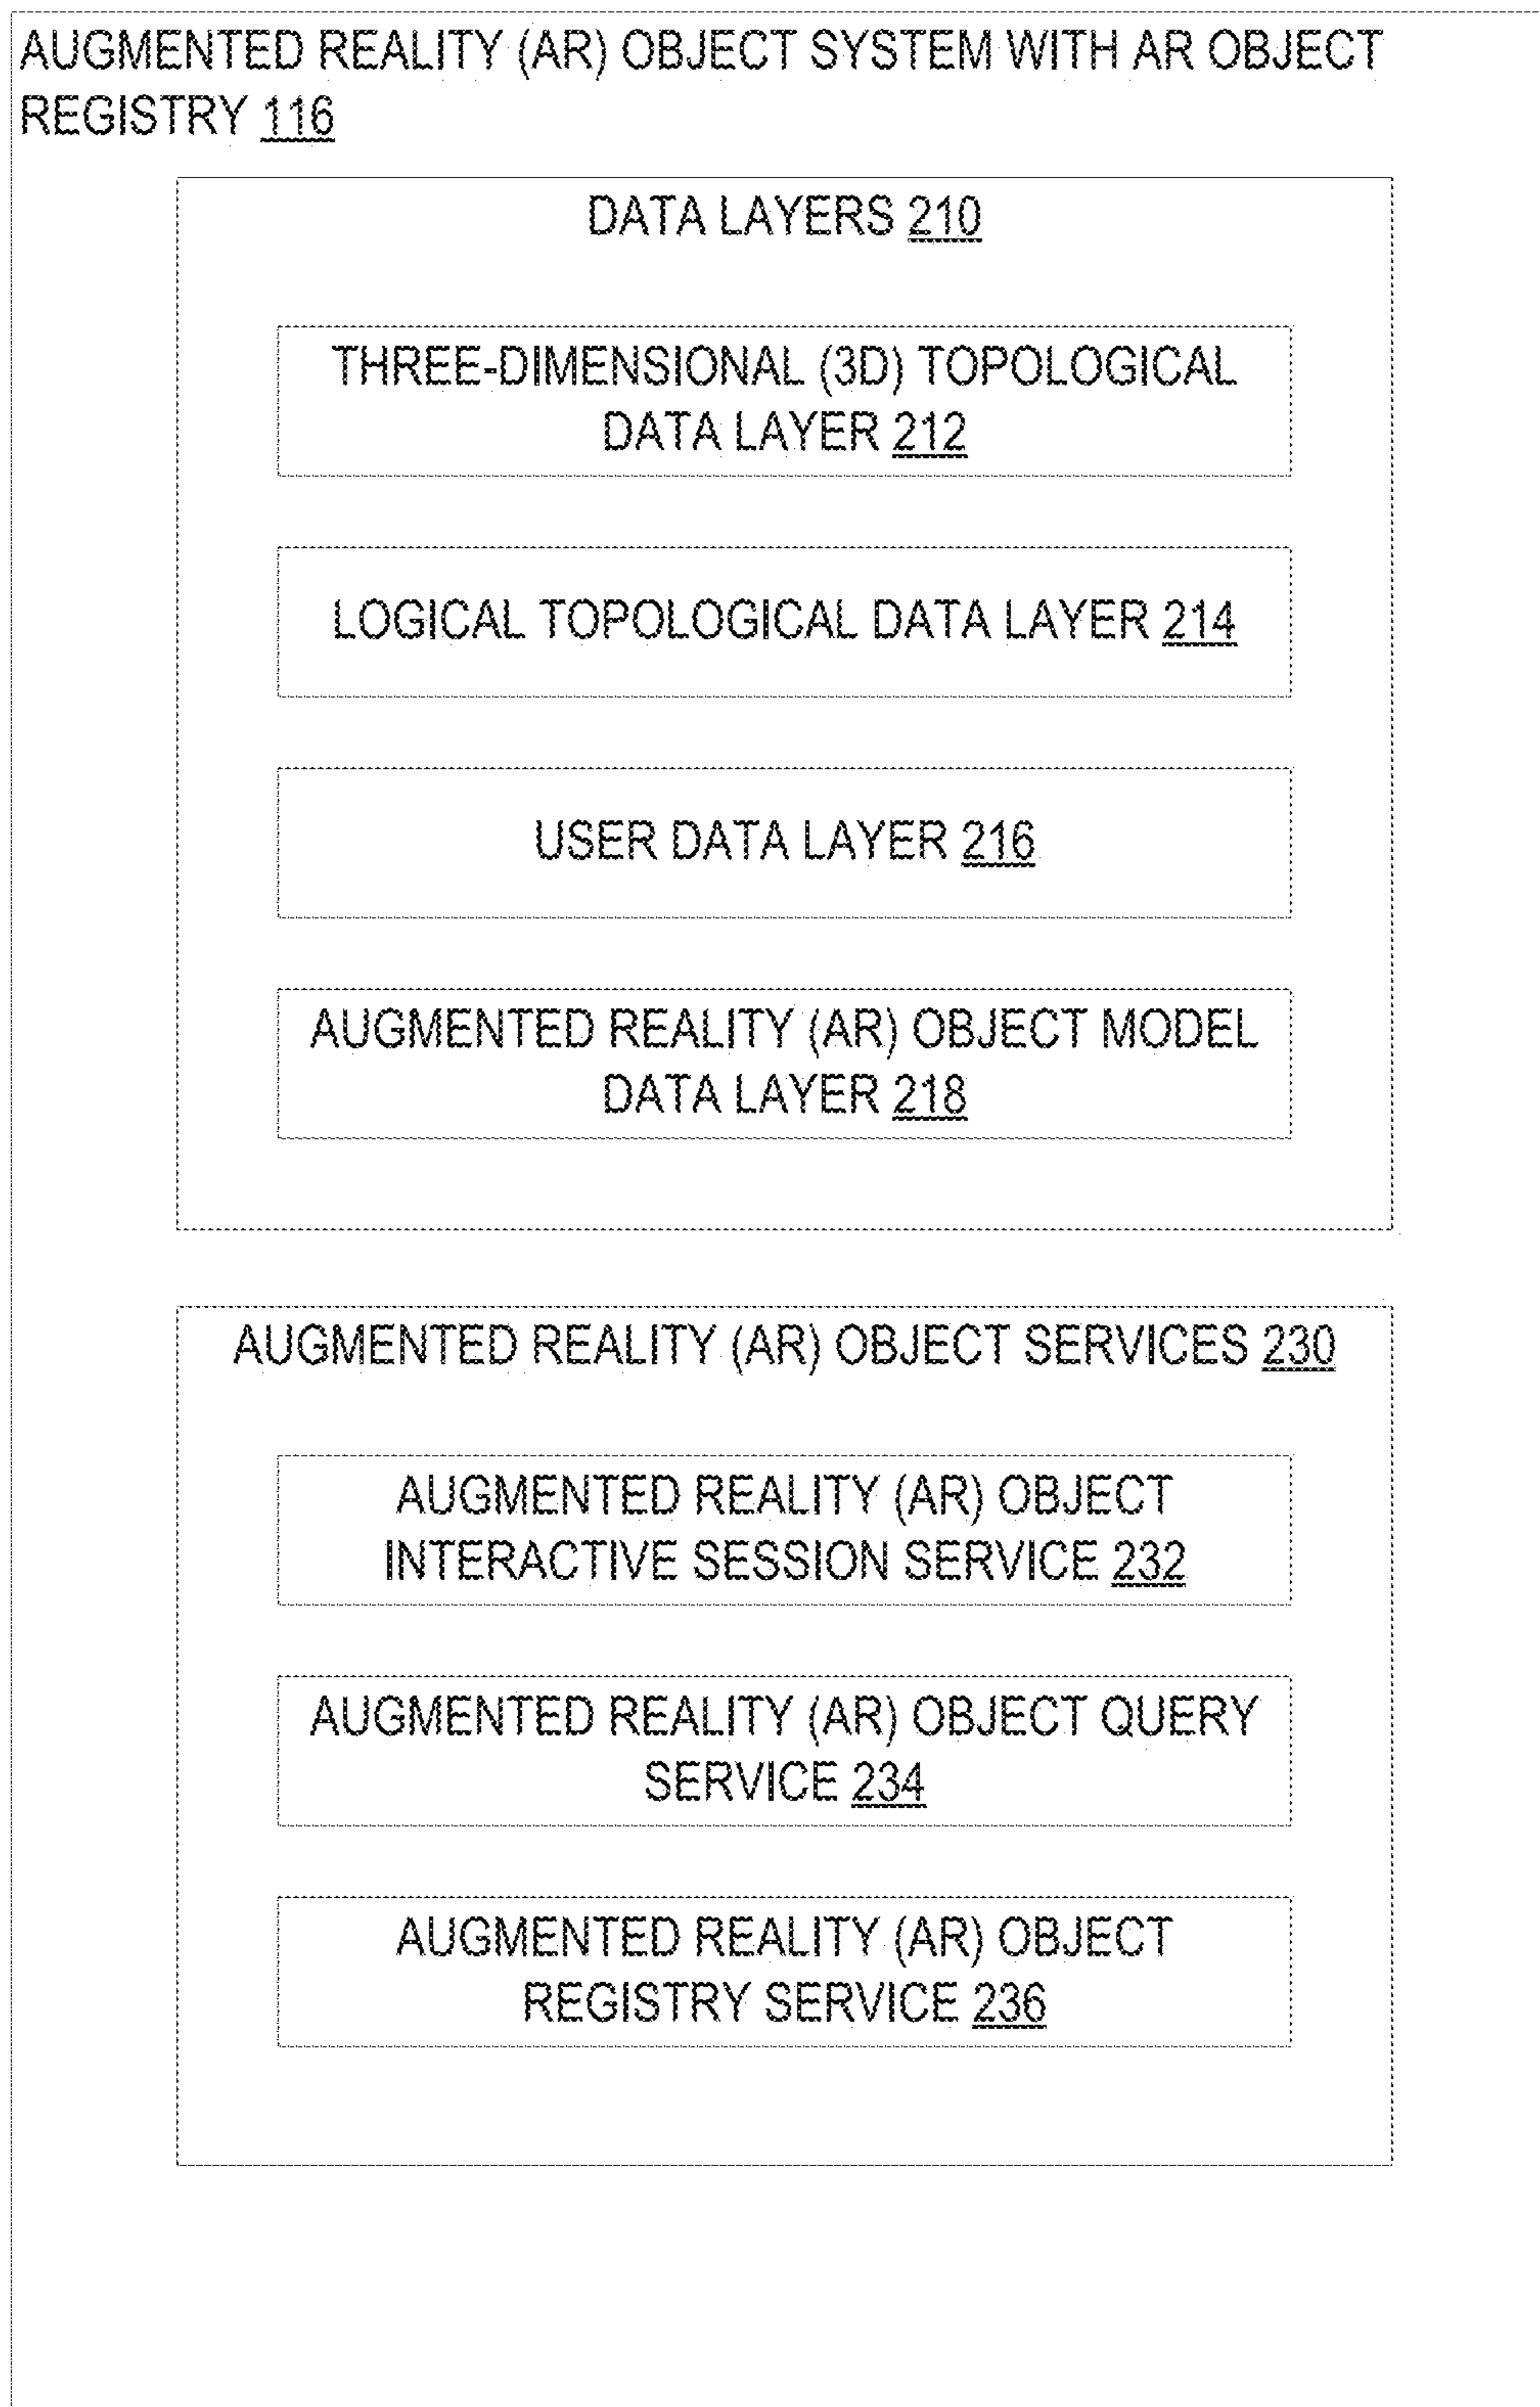 AUGMENTED REALITY (AR) OBJECT SYSTEM WITH AR OBJECT
REGISTRY 116
DATA LAYERS 210
THREE-DIMENSIONAL (3D) TOPOLOGICAL
DATA LAYER 212
LOGICAL TOPOLOGICAL DATA LAYER 214
USER DATA LAYER 216
AUGMENTED REALITY (AR) OBJECT MODEL
DATA LAYER 218
AUGMENTED REALITY (AR) OBJECT SERVICES 230
AUGMENTED REALITY (AR) OBJECT
INTERACTIVE SESSION SERVICE 232
AUGMENTED REALITY (AR) OBJECT QUERY
SERVICE 234
AUGMENTED REALITY (AR) OBJECT
REGISTRY SERVICE 236